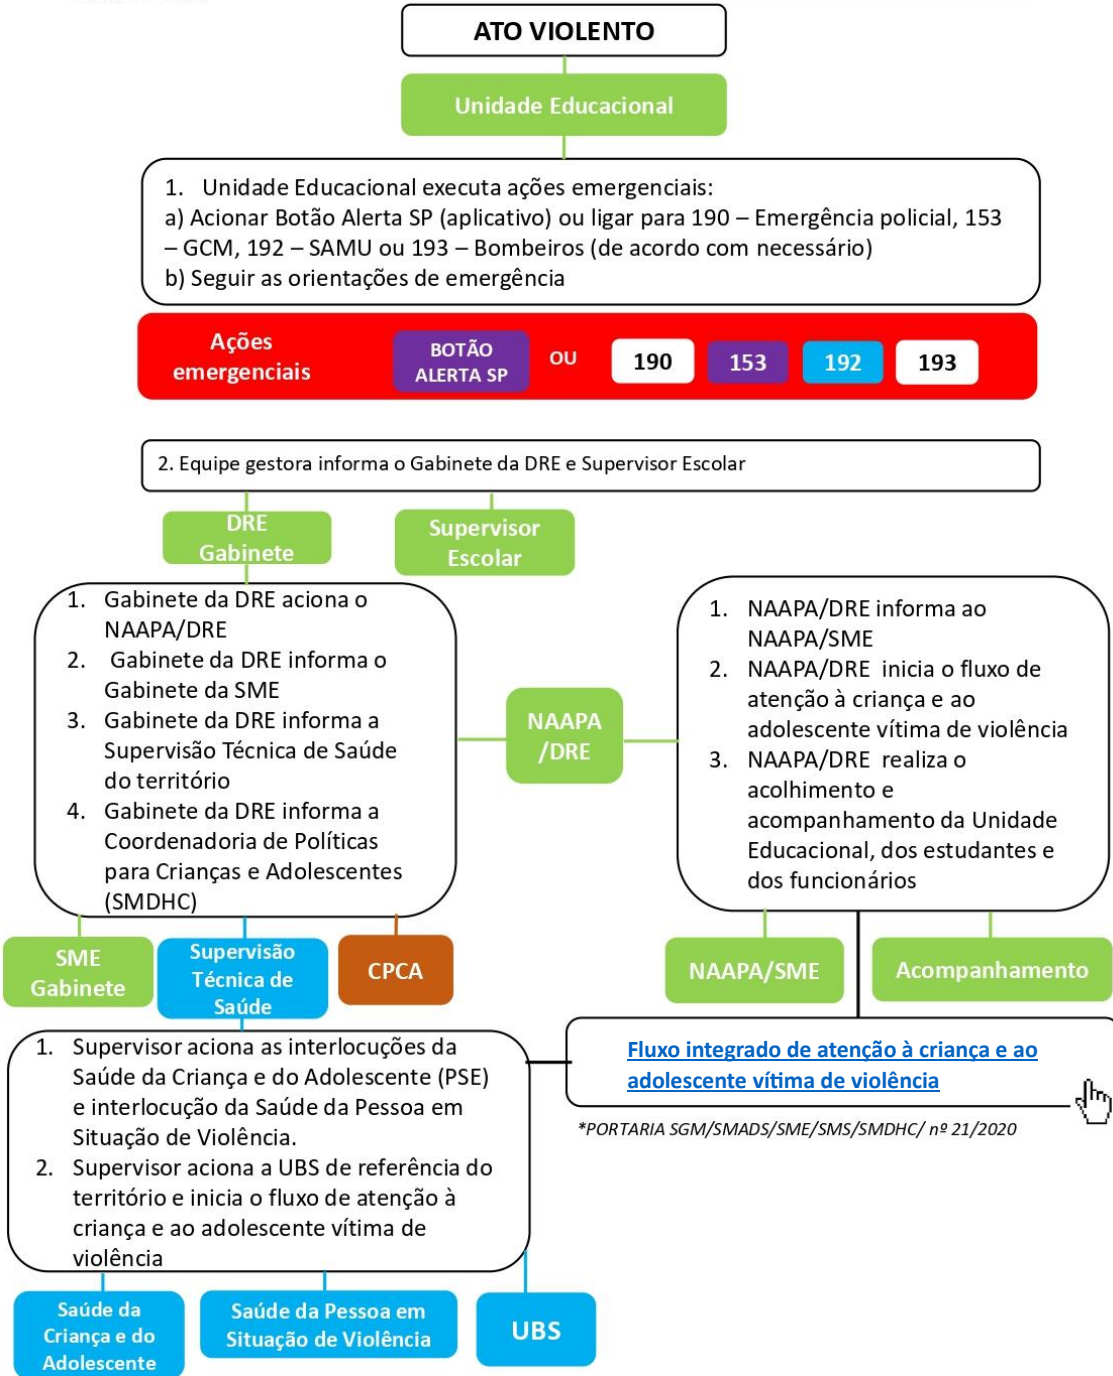 ATO VIOLENTO
Unidade Educacional
1. Unidade Educacional executa ações emergenciais:
a) Acionar Botão Alerta SP (aplicativo) ou ligar para 190 – Emergência policial, 153
– GCM, 192 – SAMU ou 193 – Bombeiros (de acordo com necessário)
b) Seguir as orientações de emergência
Ações
emergenciais
BOTÃO
ALERTA SP
OU
190
153
192
193
2. Equipe gestora informa o Gabinete da DRE e Supervisor Escolar
DRE
Gabinete
Supervisor
Escolar
1. Gabinete da DRE aciona o
NAAPA/DRE
2. Gabinete da DRE informa o
Gabinete da SME
3. Gabinete da DRE informa a
Supervisão Técnica de Saúde
do território
4. Gabinete da DRE informa a
Coordenadoria de Políticas
para Crianças e Adolescentes
(SMDHC)
NAAPA
/DRE
1. NAAPA/DRE informa ao
NAAPA/SME
2. NAAPA/DRE inicia o fluxo de
atenção à criança e ao
adolescente vítima de violência
3. NAAPA/DRE realiza o
acolhimento e
acompanhamento da Unidade
Educacional, dos estudantes e
dos funcionários
SME
Gabinete
Supervisão
Técnica de
Saúde
CPCA
NAAPA/SME
Acompanhamento
1. Supervisor aciona as interlocuções da
Saúde da Criança e do Adolescente (PSE)
e interlocução da Saúde da Pessoa em
Situação de Violência.
2. Supervisor aciona a UBS de referência do
território e inicia o fluxo de atenção à
criança e ao adolescente vítima de
violência
Fluxo integrado de atenção à criança e ao
adolescente vítima de violência
*PORTARIA SGM/SMADS/SME/SMS/SMDHC/ nº 21/2020
Saúde da
Criança e do
Adolescente
Saúde da Pessoa em
Situação de Violência
UBS